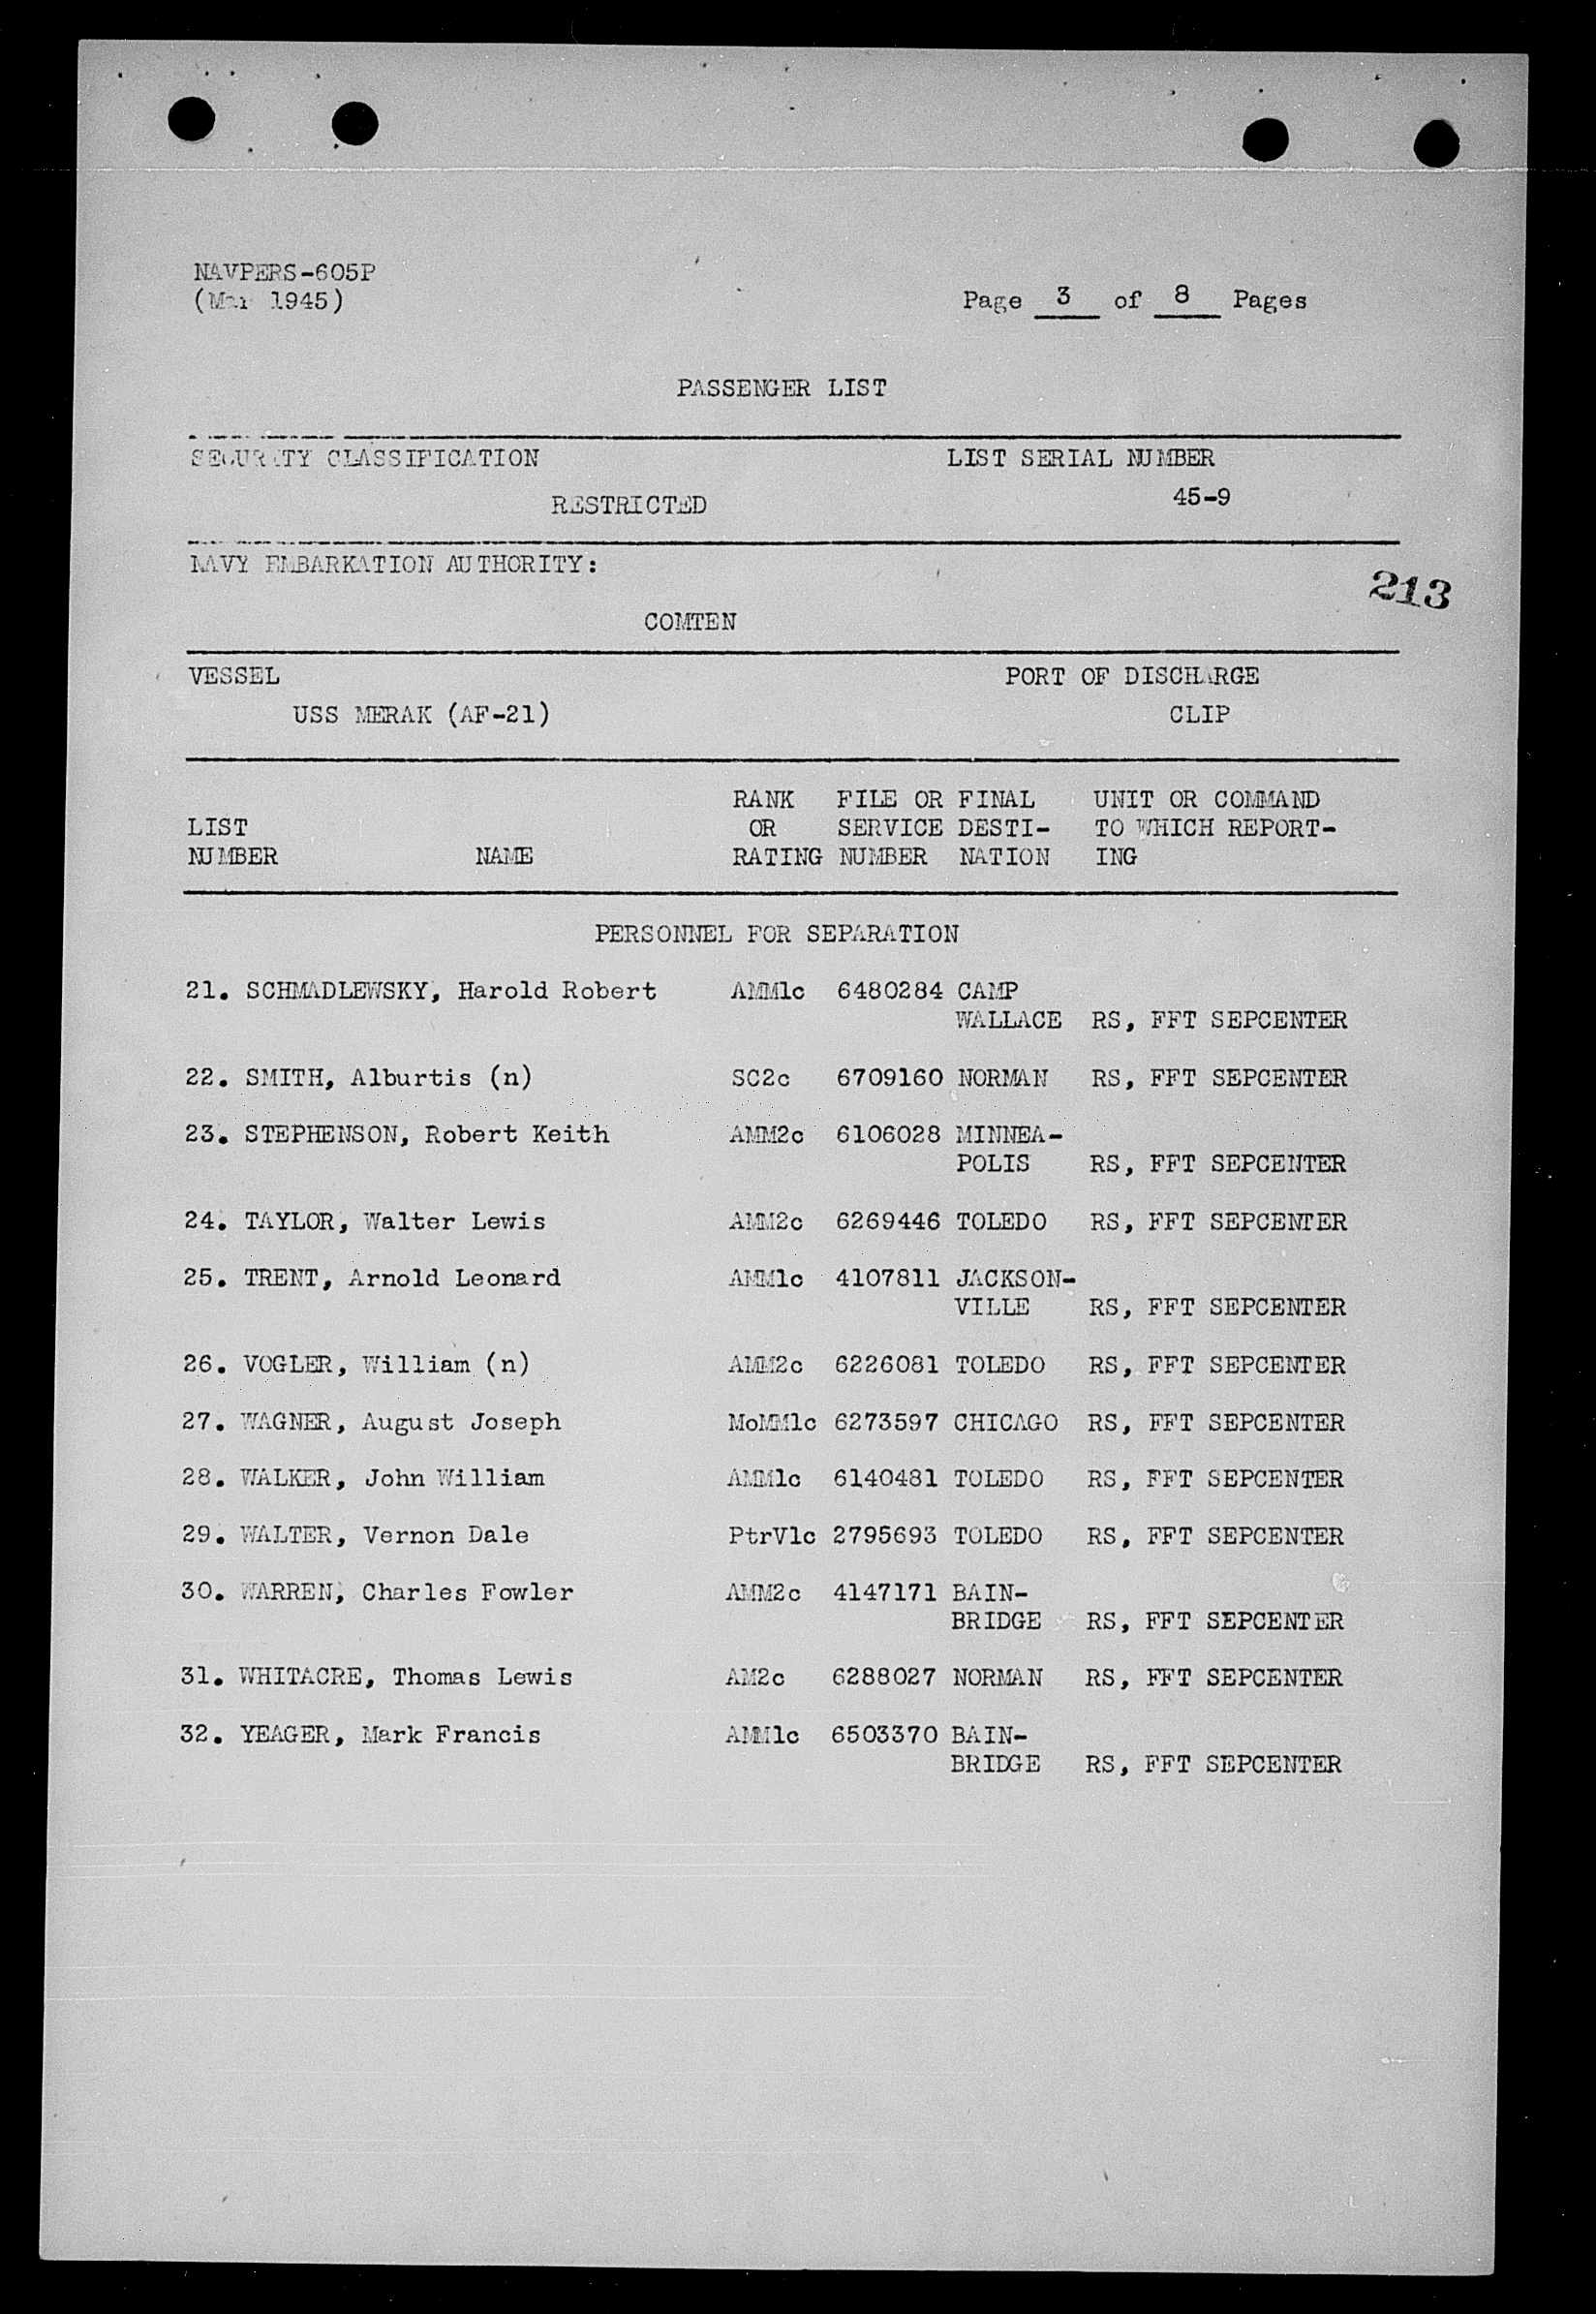 NAVPERS-605P
(Mar 1945)
Page 3 of 8 Pages
PASSENGER LIST
SECURITY CLASSIFICATION LIST SERIAL NUMBER
RESTRICTED 45-9
NAVY EMBARKATION AUTHORITY:
213
COMTEN
VESSEL PORT OF DISCHARGE
USS MERAK (AF-21) CLIP
RANK FILE OR FINAL UNIT OR COMMAND
LIST OR SERVICE DESTI- TO WHICH REPORT-
NUMBER NAME RATING NUMBER NATION ING
PERSONNEL FOR SEPARATION
21. SCHMADLEWSKY, Harold Robert AMM1c 6480284 CAMP
WALLACE RS, FFT SEPCENTER
22. SMITH, Alburtis (n) SC2c 6709160 NORMAN RS, FFT SEPCENTER
23. STEPHENSON, Robert Keith AMM2c 6106028 MINNEA-
POLIS RS, FFT SEPCENTER
24. TAYLOR, Walter Lewis AMM2c 6269446 TOLEDO RS, FFT SEPCENTER
25. TRENT, Arnold Leonard AMM1c 4107811 JACKSON-
VILLE RS, FFT SEPCENTER
26. VOGLER, William (n) AMM2c 6226081 TOLEDO RS, FFT SEPCENTER
27. WAGNER, August Joseph MoMM1c 6273597 CHICAGO RS, FFT SEPCENTER
28. WALKER, John William AMM1c 6140481 TOLEDO RS, FFT SEPCENTER
29. WALTER, Vernon Dale PtrV1c 2795693 TOLEDO RS, FFT SEPCENTER
30. WARREN, Charles Fowler AMM2c 4147171 BAIN-
BRIDGE RS, FFT SEPCENTER
31. WHITACRE, Thomas Lewis AM2c 6288027 NORMAN RS, FFT SEPCENTER
32. YEAGER, Mark Francis AMM1c 6503370 BAIN-
BRIDGE RS, FFT SEPCENTER